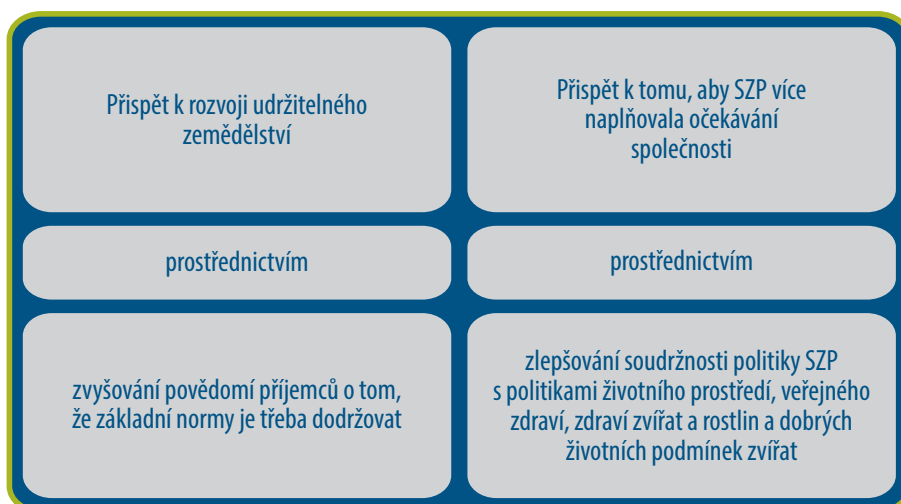 Přispět k rozvoji udržitelného
zemědělství
Přispět k tomu, aby SZP více
naplňovala očekávání
společnosti
prostřednictvím
prostřednictvím
zvyšování povědomí příjemců o tom,
že základní normy je třeba dodržovat
zlepšování soudržnosti politiky SZP
s politikami životního prostředí, veřejného
zdraví, zdraví zvířat a rostlin a dobrých
životních podmínek zvířat